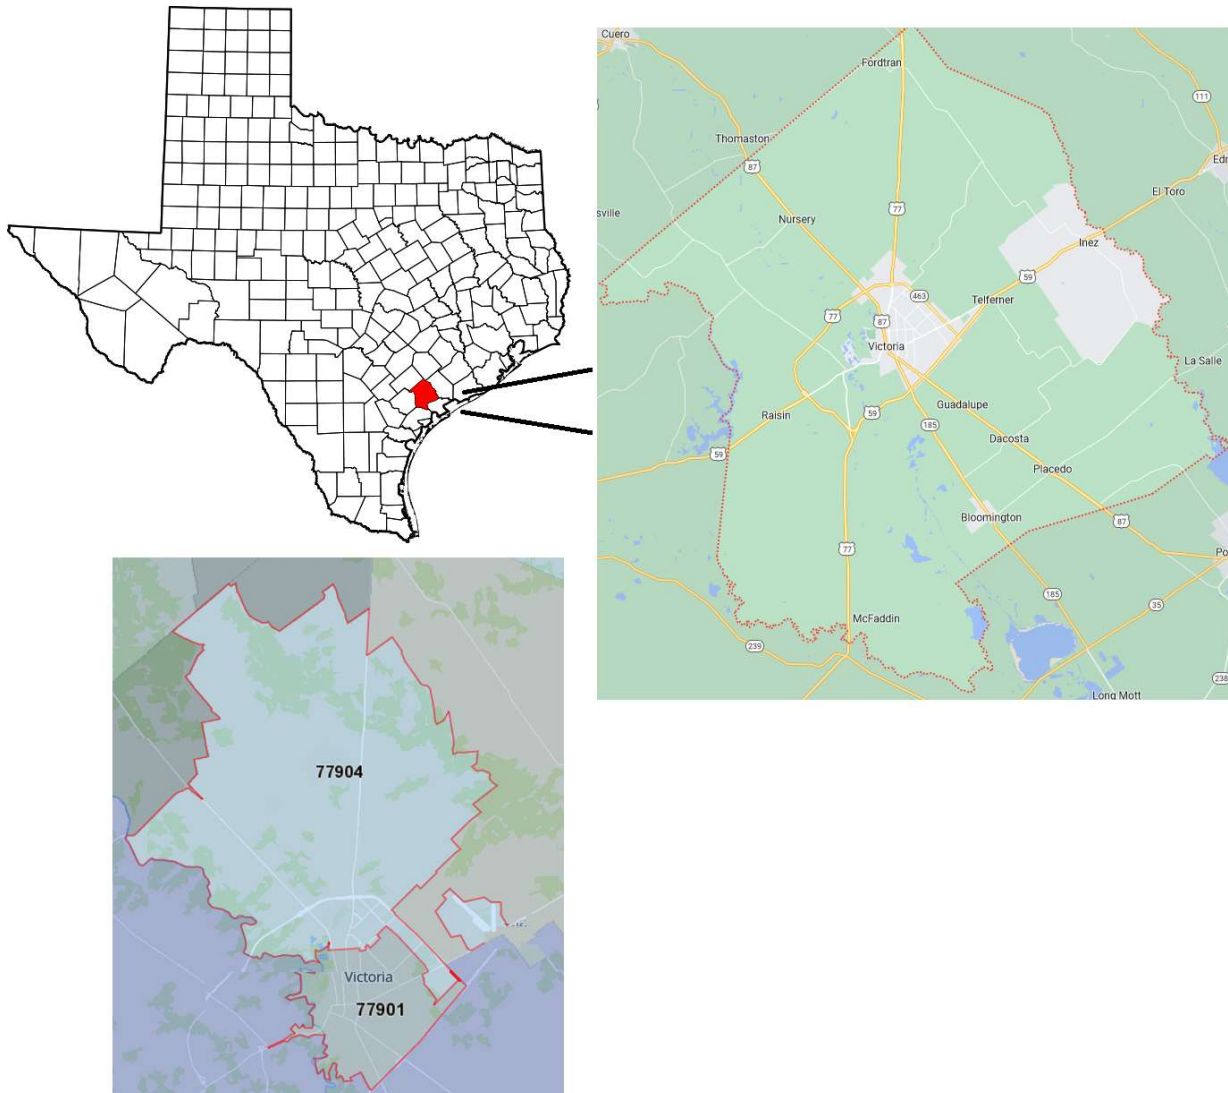 Cuero
Fordtran
111
Thomaston
87
Edn
El Toro
sville
Nursery
77
Inez
59
463
Telferner
77
87
Victoria
La Salle
Raisin
59
Guadalupe
185
Dacosta
59
Placedo
Bloomington
87
77
Po
185
35
McFaddin
239
238
Long Mott
77904
Victoria
77901